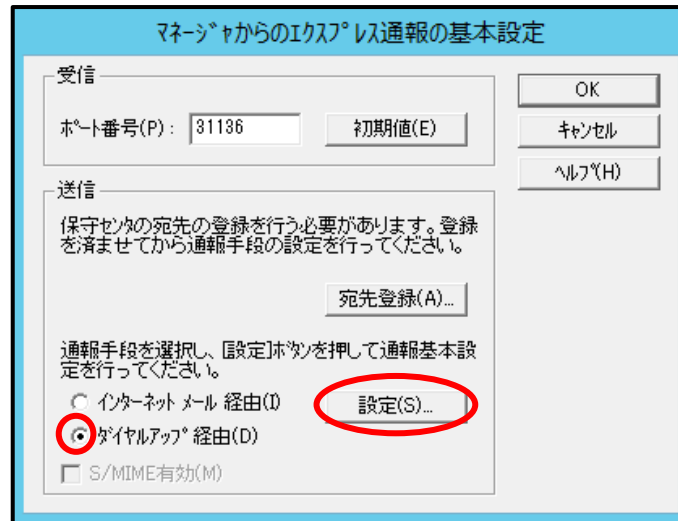 マネージャからのエクスプレス通報の基本設定
受信
ポート番号(P): 31136 初期値(E)
OK
キャンセル
ヘルプ(H)
送信
保守センタの宛先の登録を行う必要があります。登録
を済ませてから通報手段の設定を行ってください。
宛先登録(A)...
通報手段を選択し、[設定]ボタンを押して通報基本設
定を行ってください。
インターネット メール 経由(I)
設定(S)...
ダイヤルアップ 経由(D)
S/MIME有効(M)